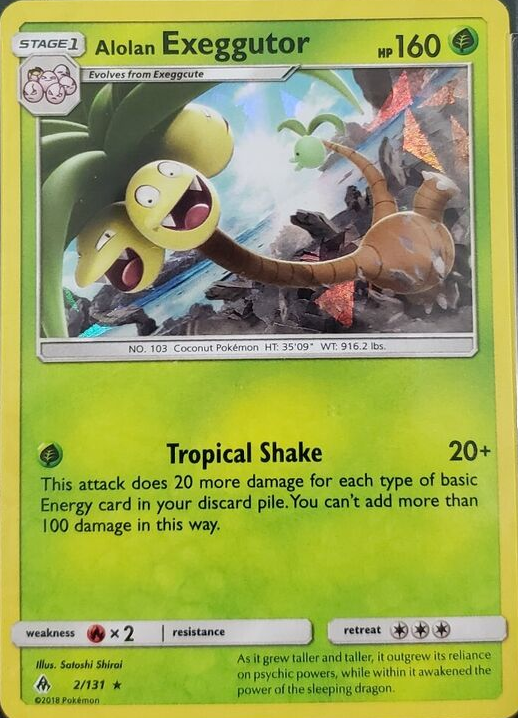 STAGE1 Alolan Exeggutor HP160
Evolves from Exeggcute
NO. 103 Coconut Pokémon HT: 35'09" WT: 916.2 lbs.
Tropical Shake 20+
This attack does 20 more damage for each type of basic
Energy card in your discard pile. You can't add more than
100 damage in this way.
weakness ×2 resistance retreat
Illus. Satoshi Shirai
2/131 ★
©2018 Pokémon
As it grew taller and taller, it outgrew its reliance
on psychic powers, while within it awakened the
power of the sleeping dragon.